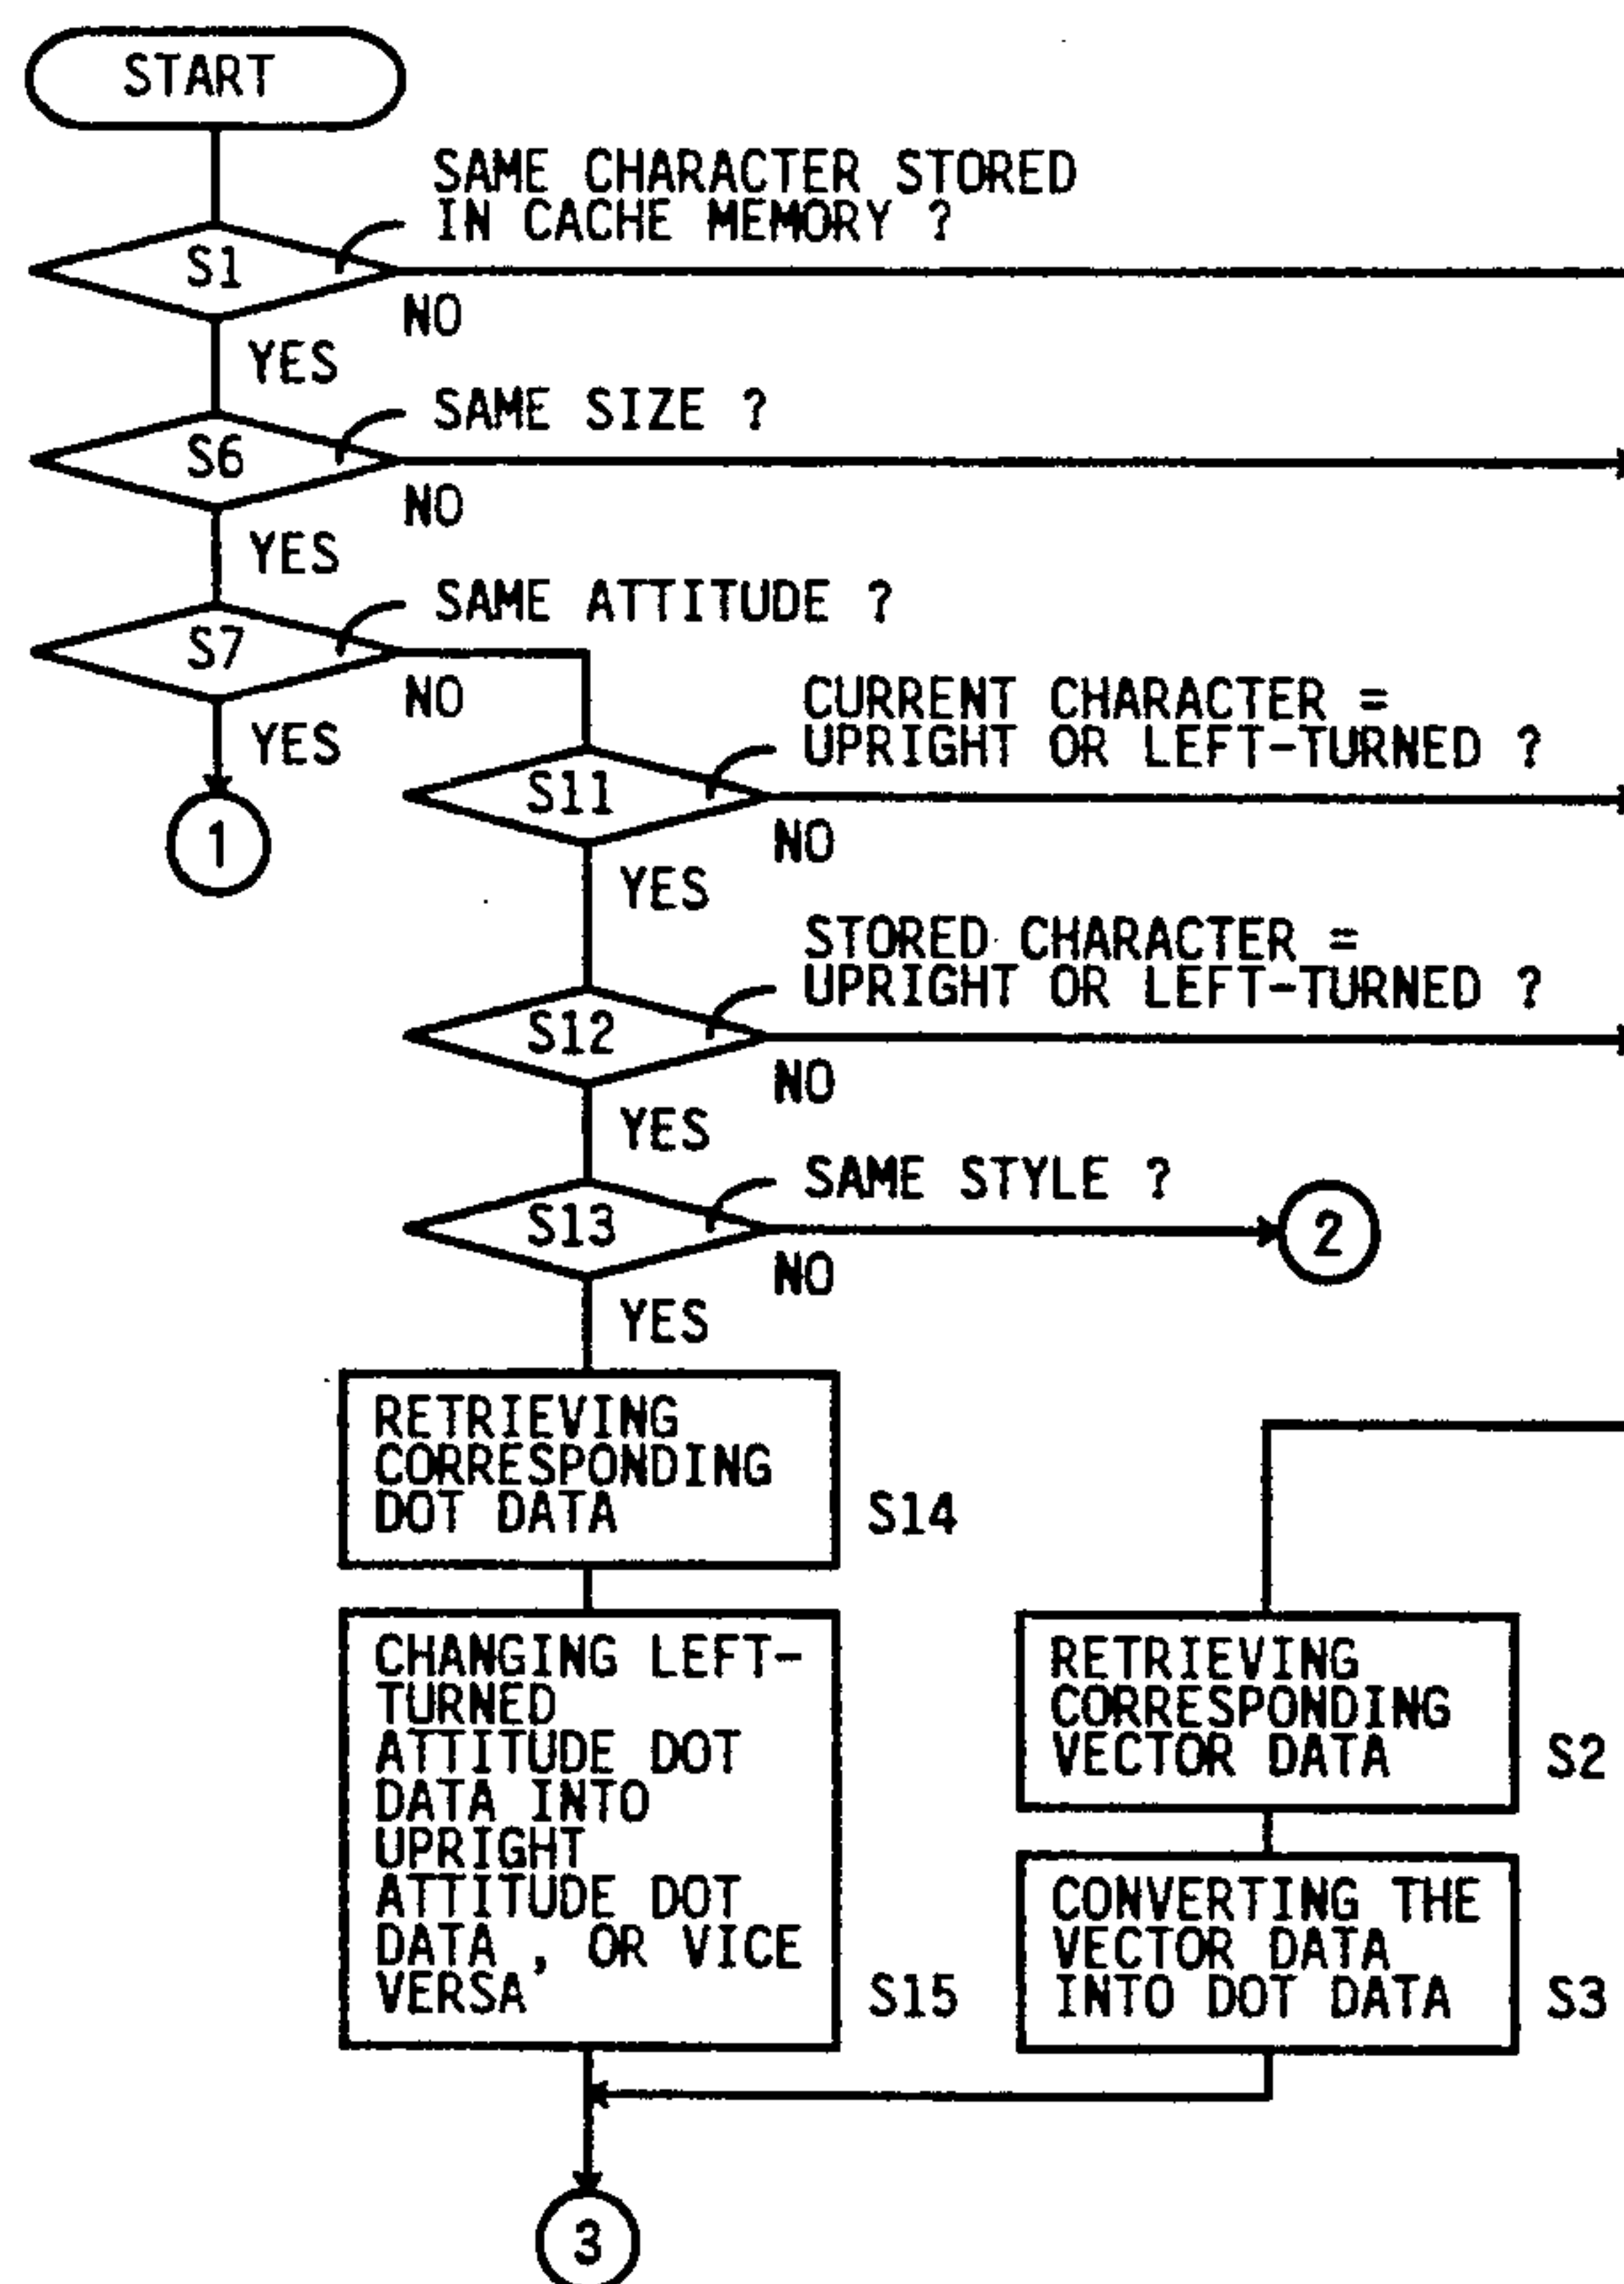 START
SAME CHARACTER STORED
IN CACHE MEMORY ?
S1
NO
YES
SAME SIZE ?
S6
NO
YES
SAME ATTITUDE ?
S7
NO
YES
1
CURRENT CHARACTER =
UPRIGHT OR LEFT-TURNED ?
S11
NO
YES
STORED CHARACTER =
UPRIGHT OR LEFT-TURNED ?
S12
NO
YES
SAME STYLE ?
S13
NO
2
YES
RETRIEVING
CORRESPONDING
DOT DATA
S14
CHANGING LEFT-
TURNED
ATTITUDE DOT
DATA INTO
UPRIGHT
ATTITUDE DOT
DATA , OR VICE
VERSA
S15
RETRIEVING
CORRESPONDING
VECTOR DATA
S2
CONVERTING THE
VECTOR DATA
INTO DOT DATA
S3
3